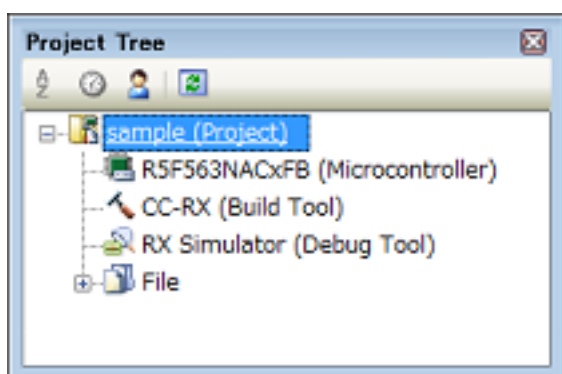 Project Tree
sample (Project)
R5F563NACxFB (Microcontroller)
CC-RX (Build Tool)
RX Simulator (Debug Tool)
File